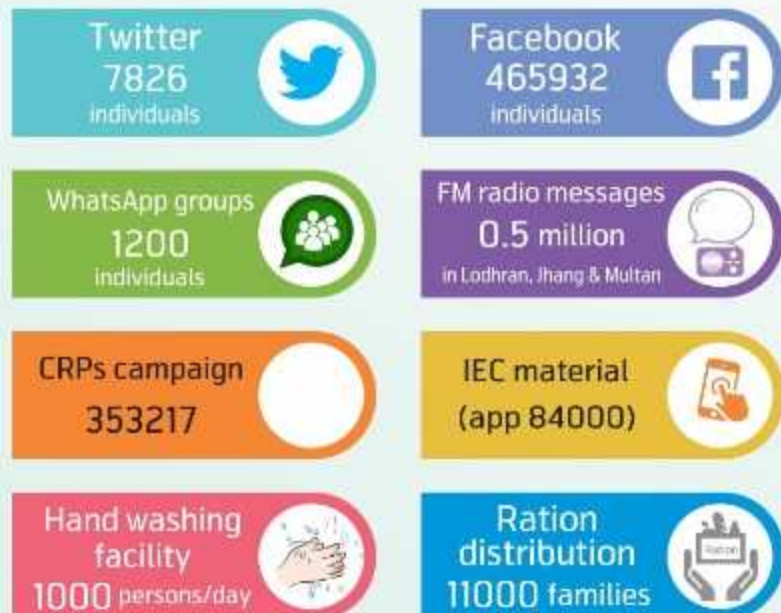 Twitter
7826
individuals
Facebook
465932
individuals
WhatsApp groups
1200
individuals
FM radio messages
0.5 million
in Lodhran, Jhang & Multan
CRPs campaign
353217
IEC material
(app 84000)
Hand washing
facility
1000 persons/day
Ration
distribution
11000 families
Ration